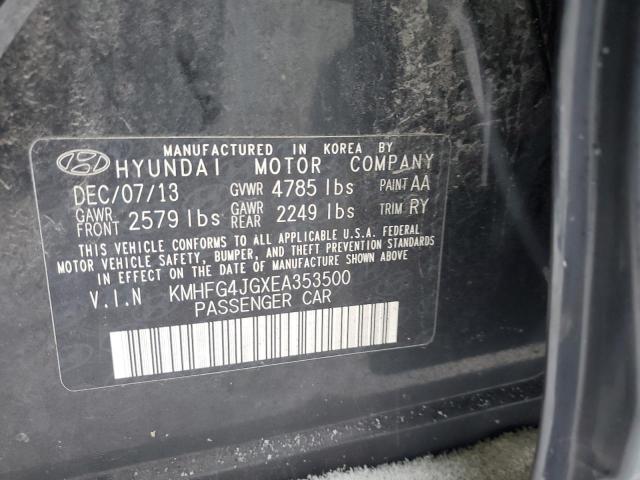 MANUFACTURED IN KOREA BY
HYUNDAI MOTOR COMPANY
DEC/07/13 GVWR 4785 lbs PAINT AA
GAWR FRONT 2579 lbs GAWR REAR 2249 lbs TRIM RY
THIS VEHICLE CONFORMS TO ALL APPLICABLE U.S.A. FEDERAL
MOTOR VEHICLE SAFETY, BUMPER, AND THEFT PREVENTION STANDARDS
IN EFFECT ON THE DATE OF MANUFACTURE SHOWN ABOVE.
V.I.N KMHFG4JGXEA353500
PASSENGER CAR